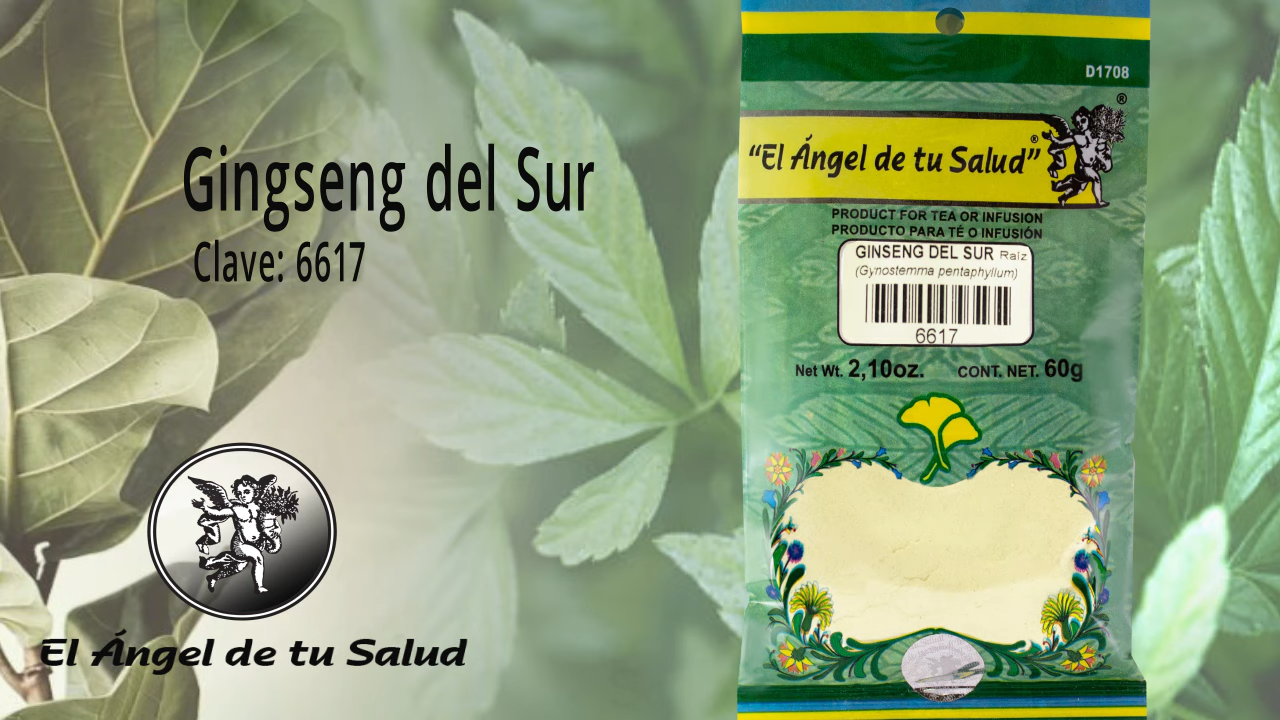 Gingseng del Sur
Clave: 6617
El Ángel de tu Salud
D1708
®
"El Ángel de tu Salud"®
PRODUCT FOR TEA OR INFUSION
PRODUCTO PARA TÉ O INFUSIÓN
GINSENG DEL SUR Raíz
(Gynostemma pentaphyllum)
6617
Net Wt. 2,10oz. CONT. NET. 60g